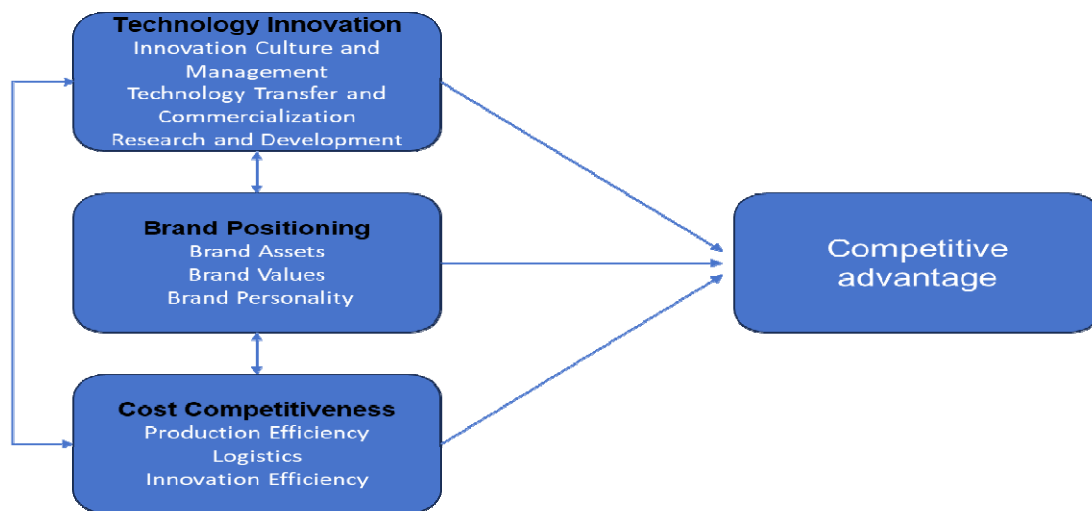 Technology Innovation
Innovation Culture and
Management
Technology Transfer and
Commercialization
Research and Development
Brand Positioning
Brand Assets
Brand Values
Brand Personality
Cost Competitiveness
Production Efficiency
Logistics
Innovation Efficiency
Competitive
advantage